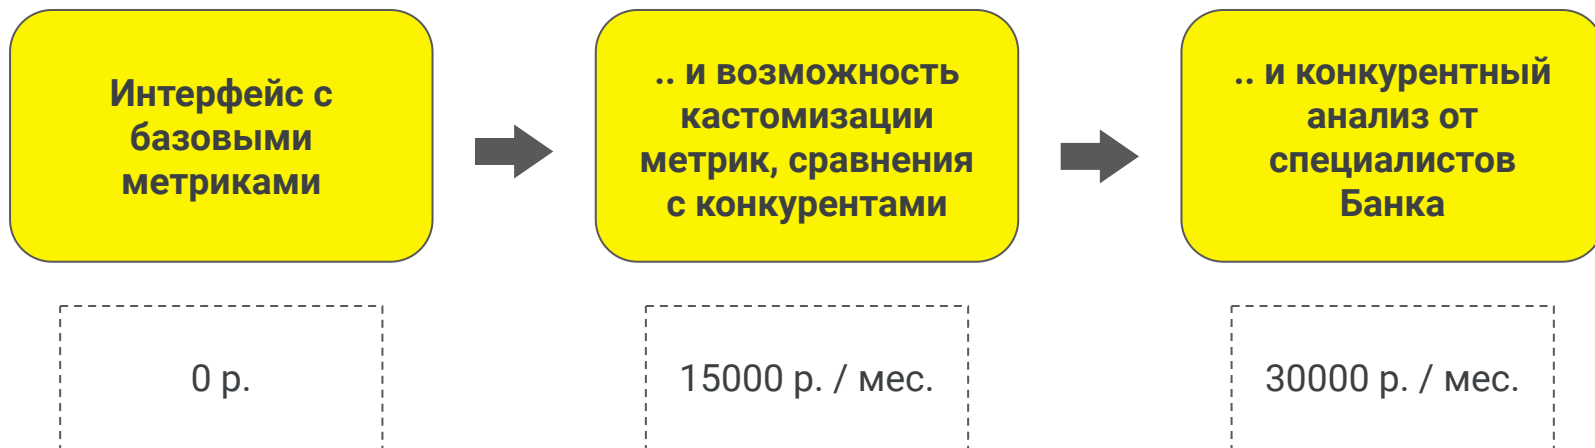 Интерфейс с
базовыми
метриками
.. и возможность
кастомизации
метрик, сравнения
с конкурентами
.. и конкурентный
анализ от
специалистов
Банка
0 р.
15000 р. / мес.
30000 р. / мес.